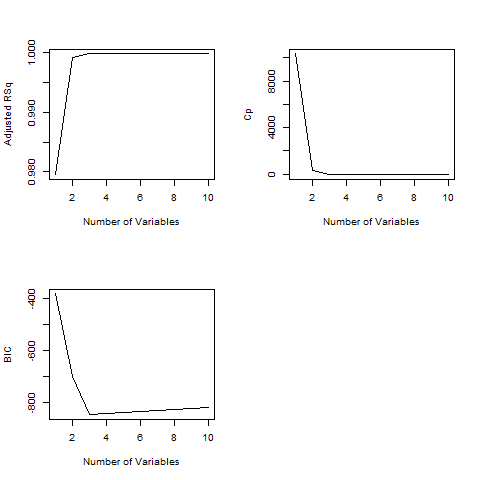 Adjusted RSq
1.000
0.990
0.980
2 4 6 8 10
Number of Variables
Cp
8000
4000
0
2 4 6 8 10
Number of Variables
BIC
-400
-600
-800
2 4 6 8 10
Number of Variables